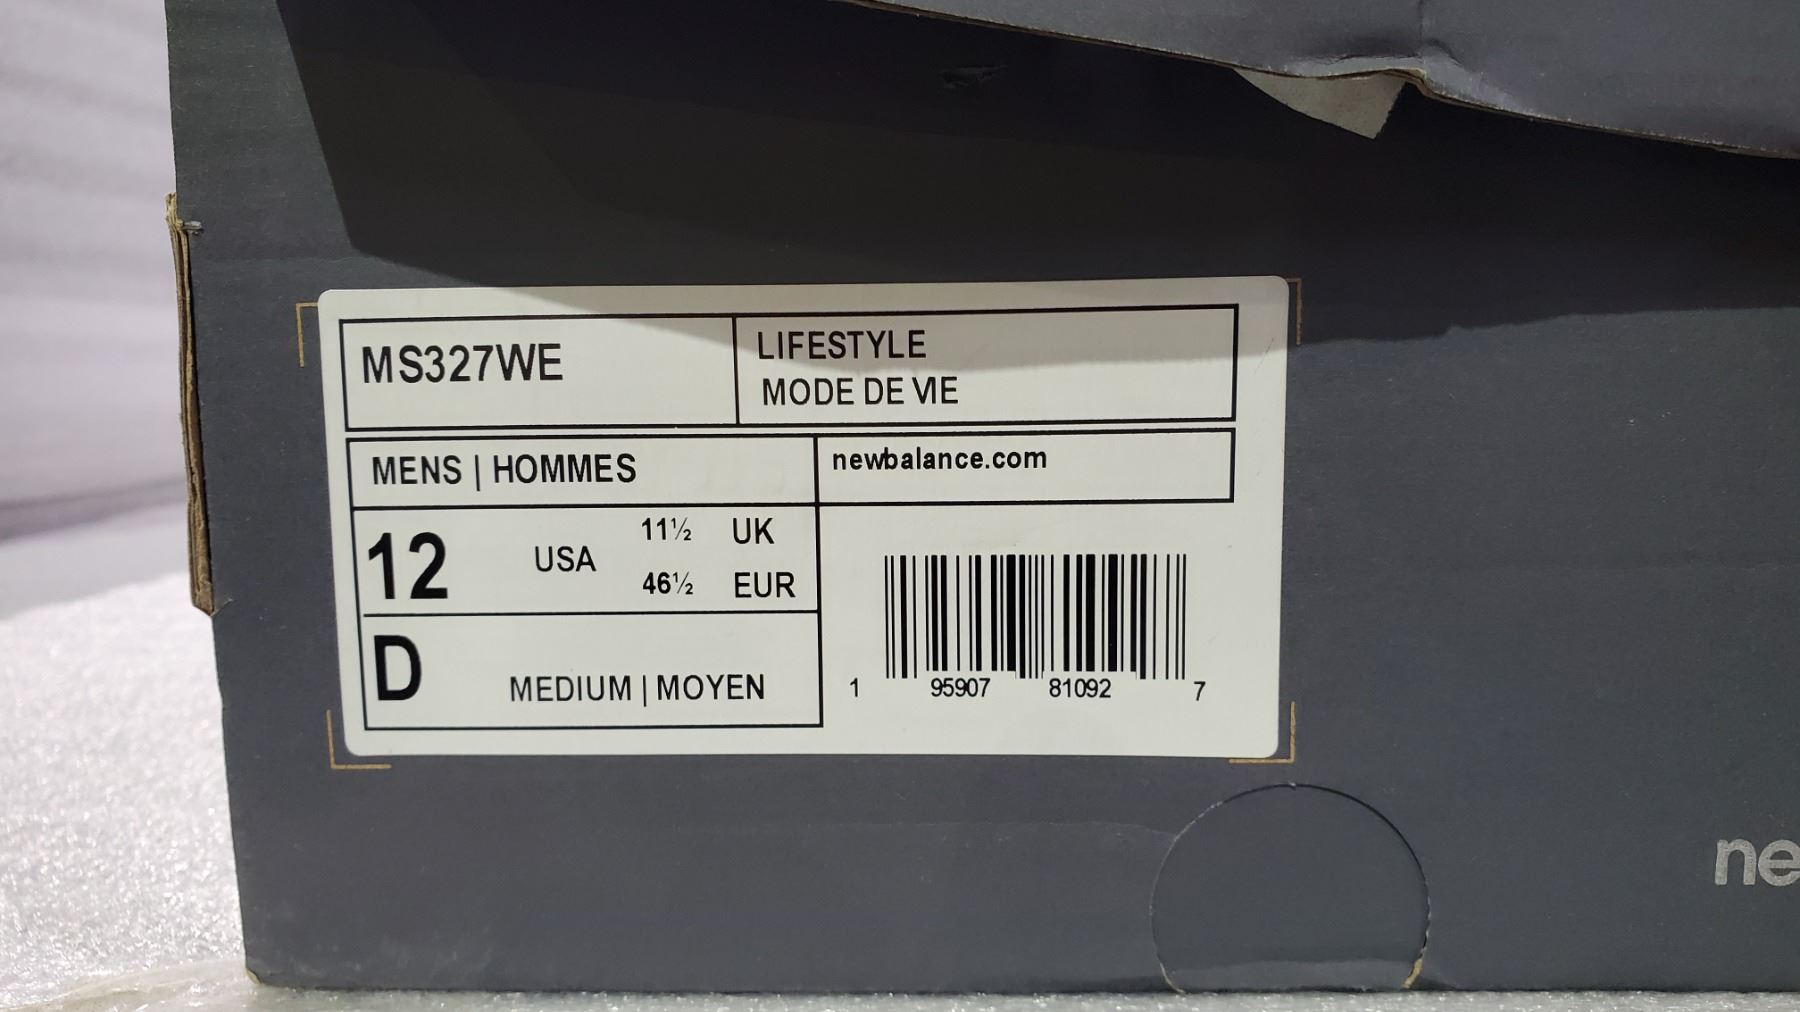 MS327WE
LIFESTYLE
MODE DE VIE
MENS | HOMMES
newbalance.com
12 USA 11½ UK
46½ EUR
D MEDIUM | MOYEN
1 95907 81092 7
ne